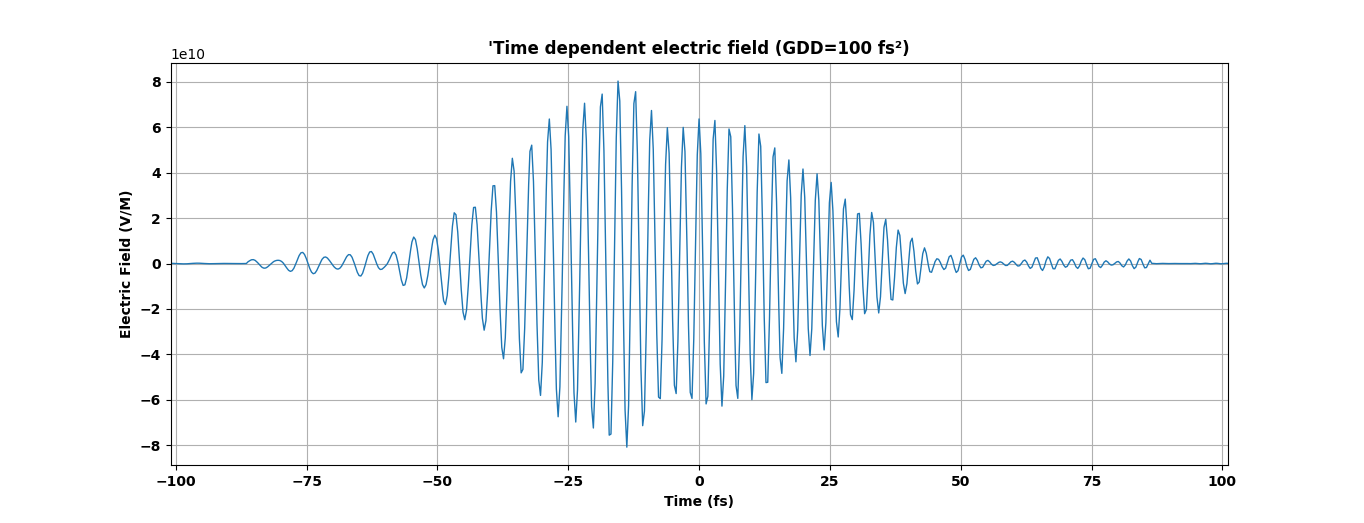 'Time dependent electric field (GDD=100 fs²)
1e10
8
6
4
2
0
−2
−4
−6
−8
Electric Field (V/M)
−100 −75 −50 −25 0 25 50 75 100
Time (fs)